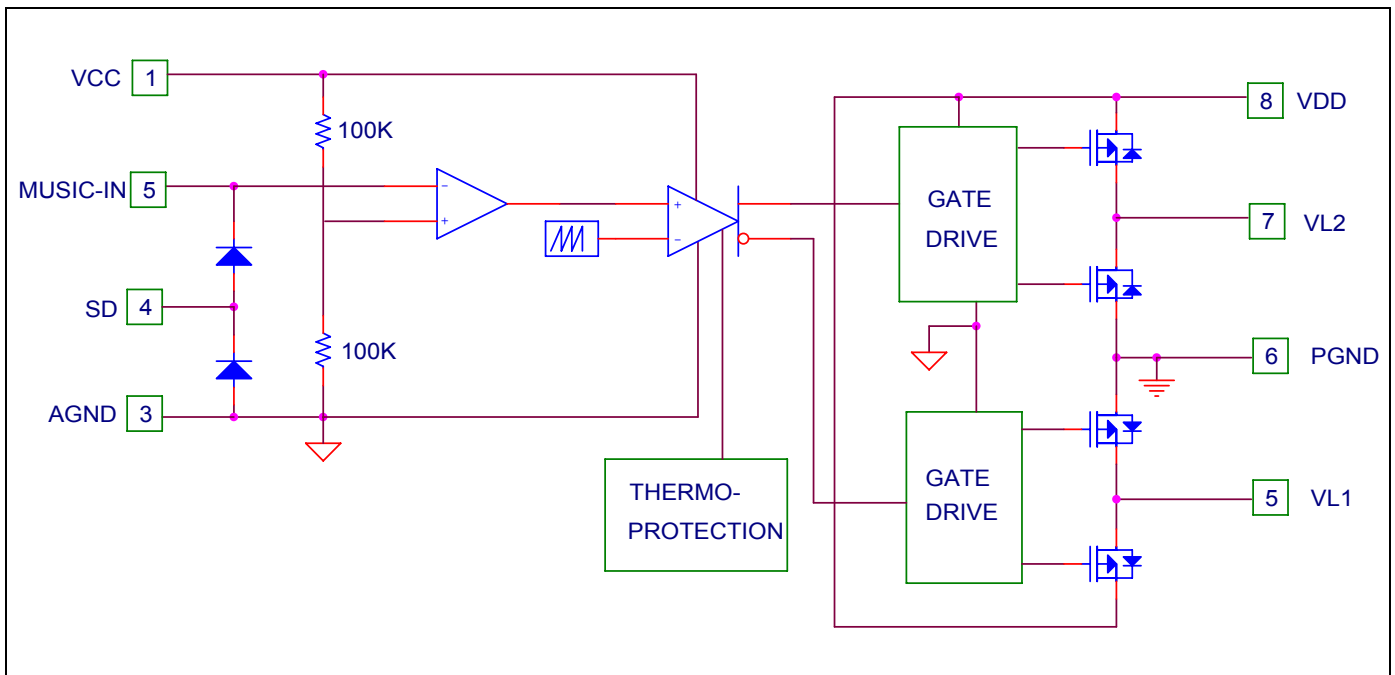 VCC 1
100K
MUSIC-IN 5
- +
SD 4
100K
AGND 3
+ -
THERMO-
PROTECTION
GATE
DRIVE
GATE
DRIVE
8 VDD
7 VL2
6 PGND
5 VL1